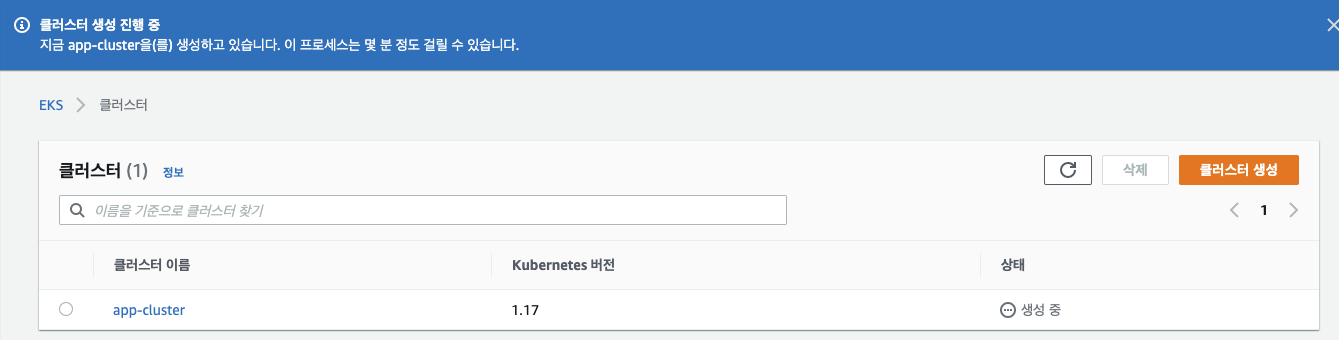 클러스터 생성 진행 중
지금 app-cluster을(를) 생성하고 있습니다. 이 프로세스는 몇 분 정도 걸릴 수 있습니다.
EKS 클러스터
클러스터 (1) 정보
삭제 클러스터 생성
이름을 기준으로 클러스터 찾기
1
클러스터 이름 Kubernetes 버전 상태
app-cluster 1.17 생성 중